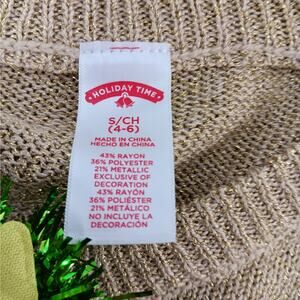 HOLIDAY TIME
S/CH
(4-6)
MADE IN CHINA
HECHO EN CHINA
43% RAYON
36% POLYESTER
21% METALLIC
EXCLUSIVE OF
DECORATION
43% RAYON
36% POLIÉSTER
21% METÁLICO
NO INCLUYE LA
DECORACIÓN